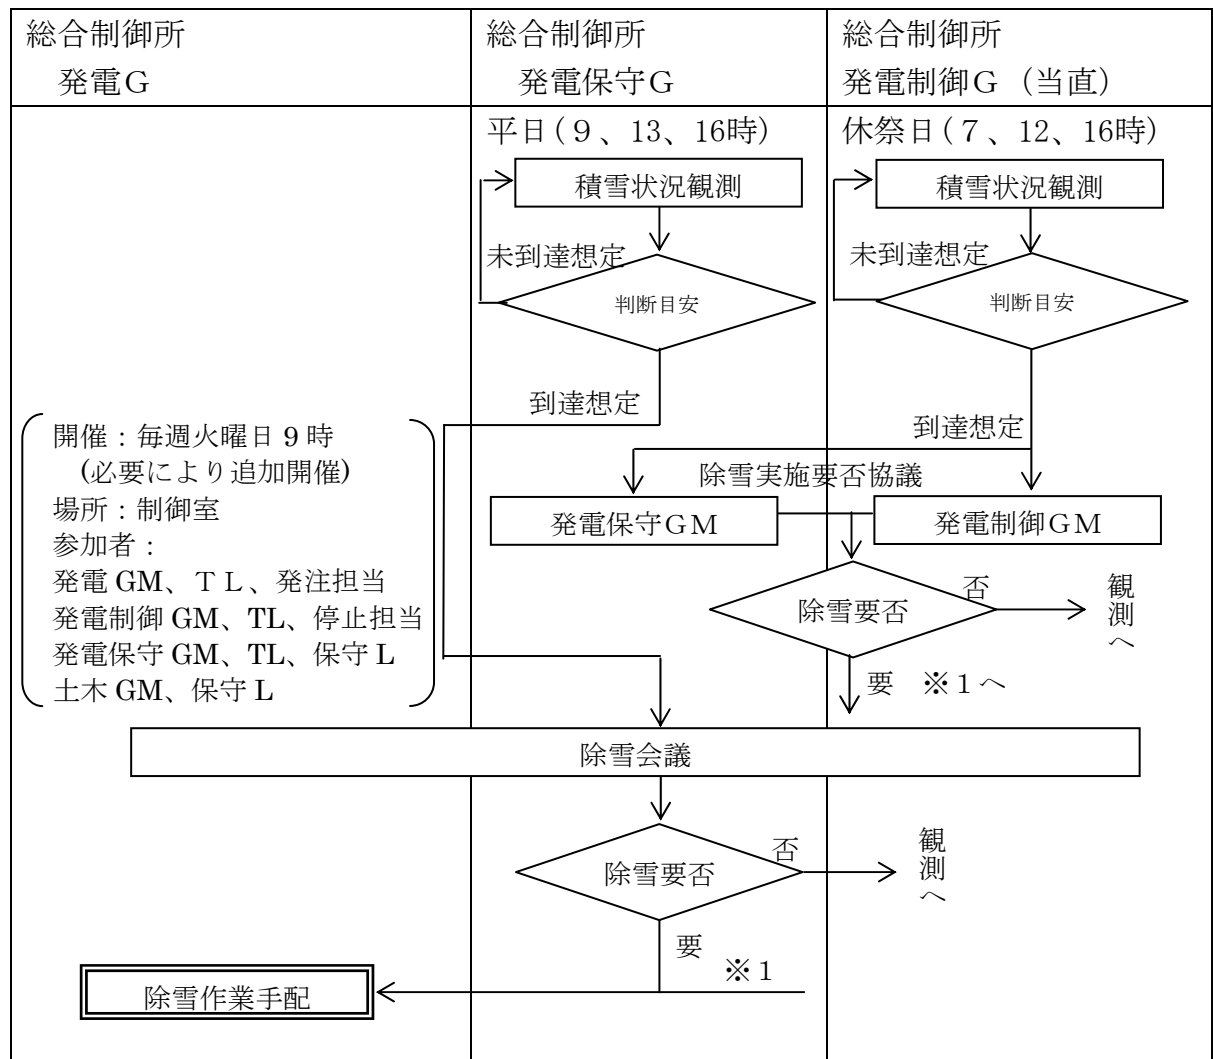 総合制御所
発電G
総合制御所
発電保守G
総合制御所
発電制御G（当直）
平日(9、13、16時)
積雪状況観測
未到達想定
判断目安
到達想定
休祭日(7、12、16時)
積雪状況観測
未到達想定
判断目安
到達想定
開催：毎週火曜日9時
(必要により追加開催)
場所：制御室
参加者：
発電GM、TL、発注担当
発電制御GM、TL、停止担当
発電保守GM、TL、保守L
土木GM、保守L
除雪実施要否協議
発電保守GM
発電制御GM
除雪要否
否
観測へ
要 ※1へ
除雪会議
除雪要否
否
観測へ
要
※1
除雪作業手配